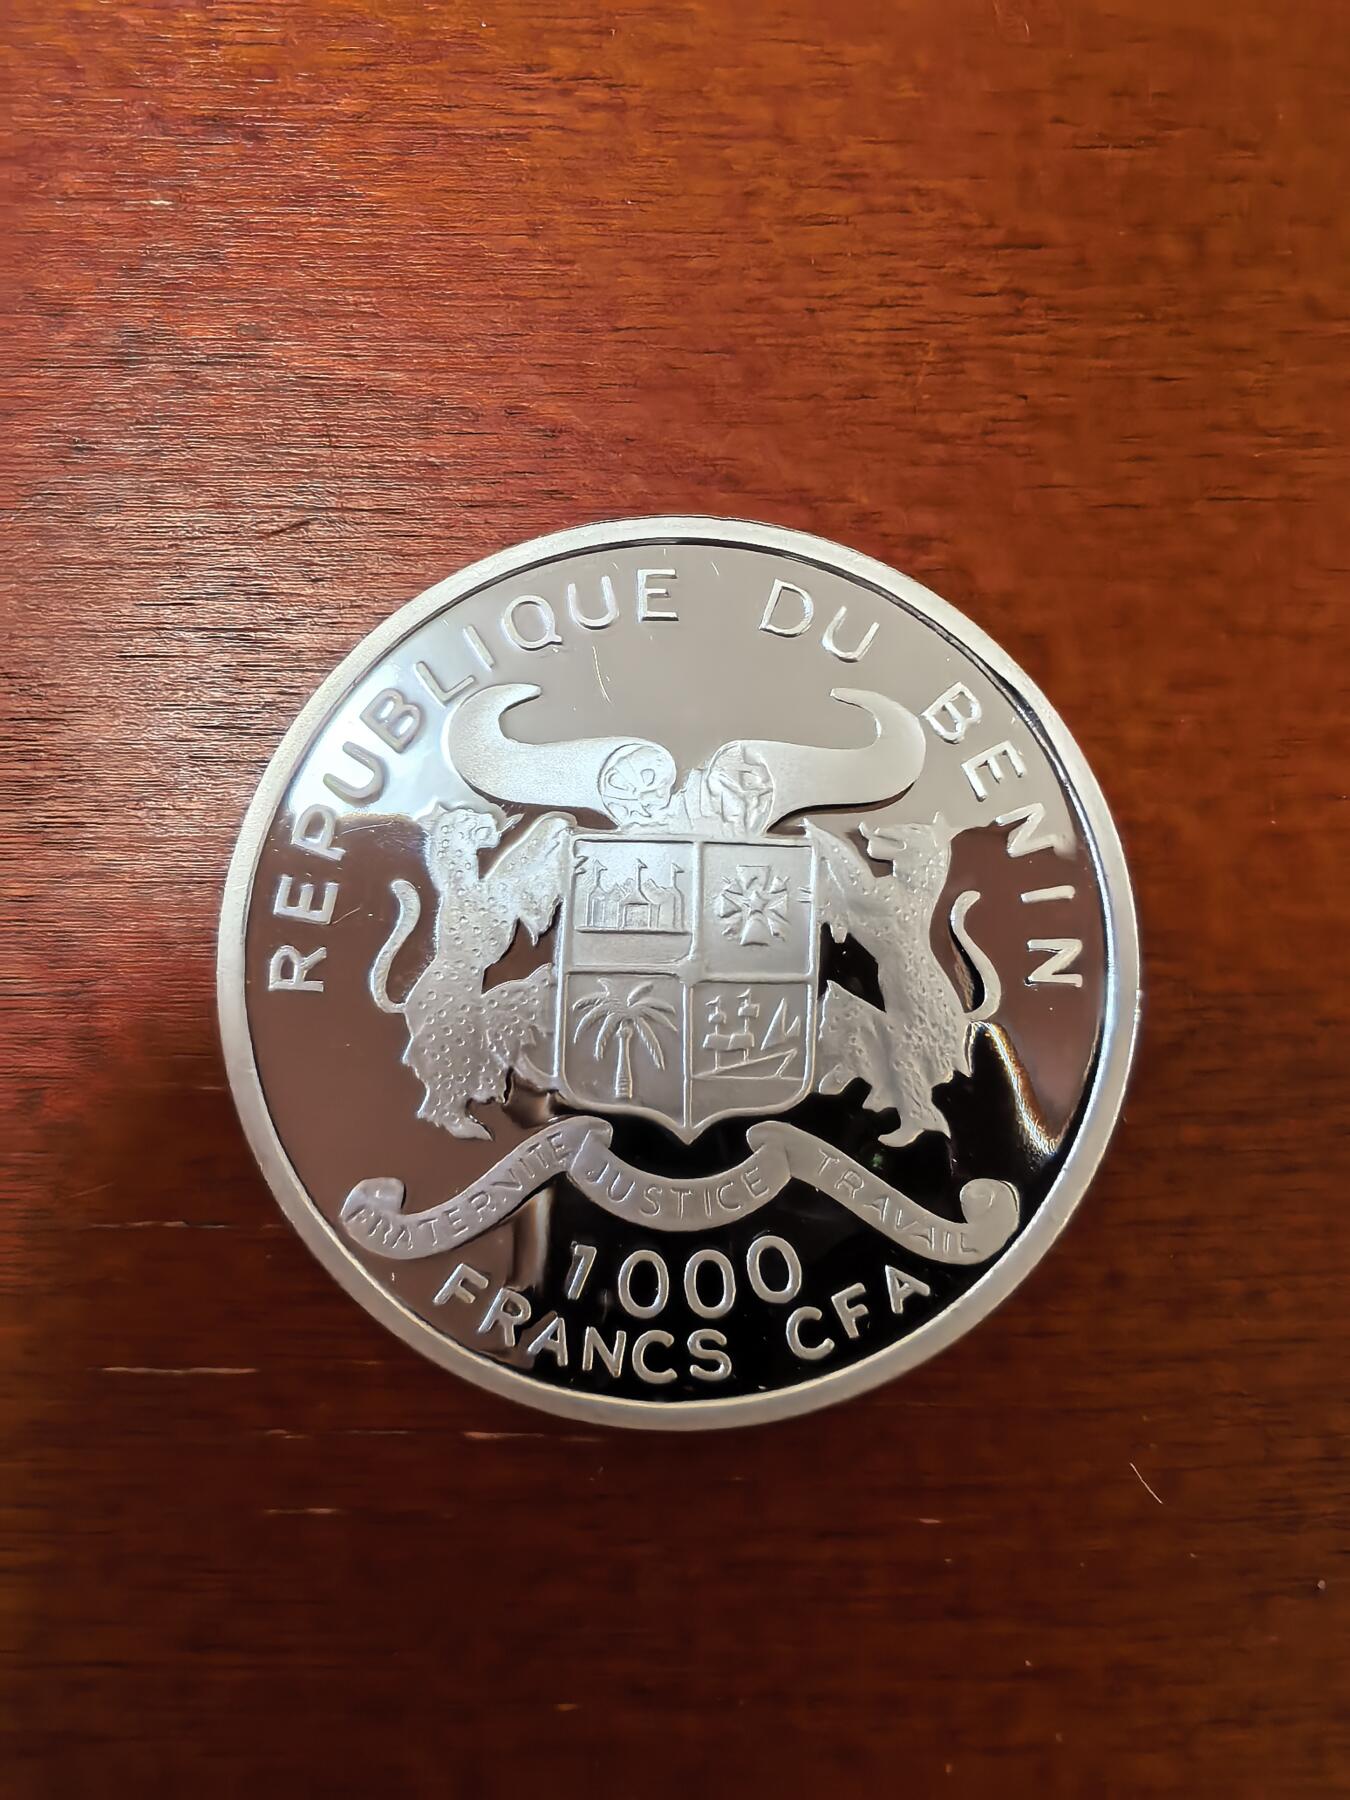 REPUBLIQUE DU BENIN
FRATERNITE JUSTICE TRAVAIL
1000
FRANCS CFA